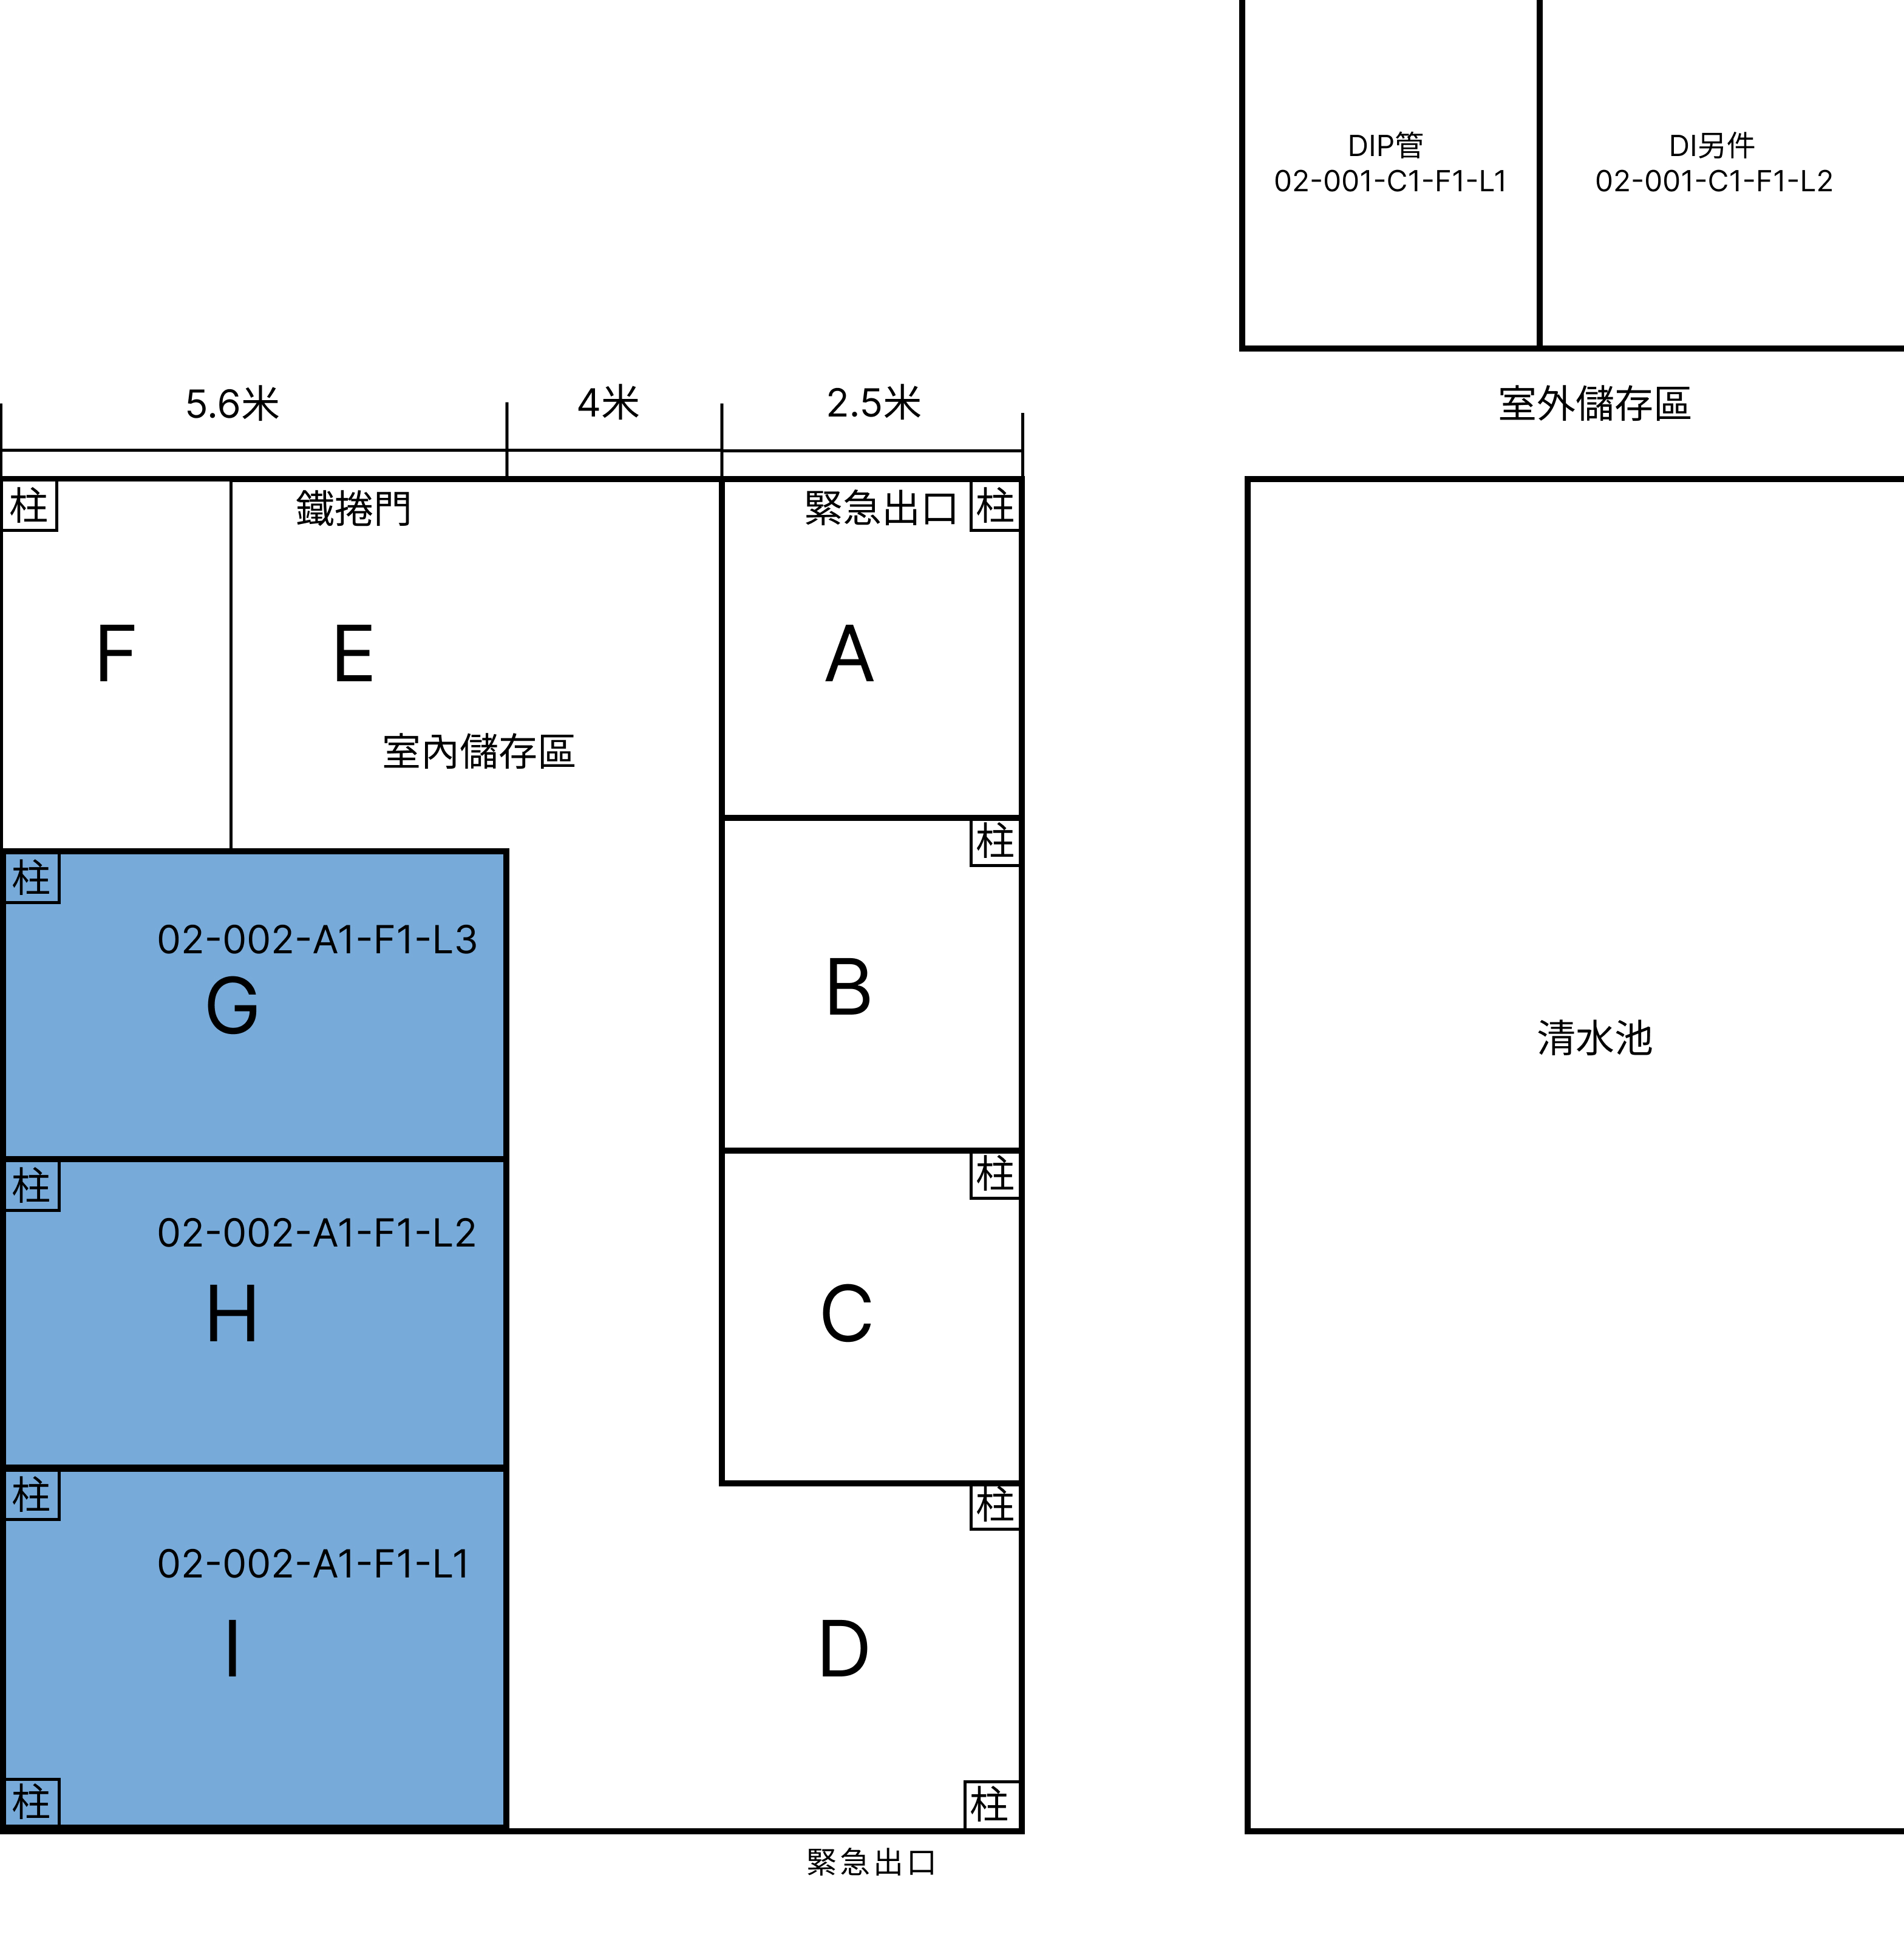 DIP管
02-001-C1-F1-L1
DI另件
02-001-C1-F1-L2
5.6米
4米
2.5米
室外儲存區
柱
鐵捲門
緊急出口
柱
F
E
A
室內儲存區
柱
柱
02-002-A1-F1-L3
G
B
清水池
柱
柱
02-002-A1-F1-L2
H
C
柱
柱
02-002-A1-F1-L1
I
D
柱
柱
緊急出口